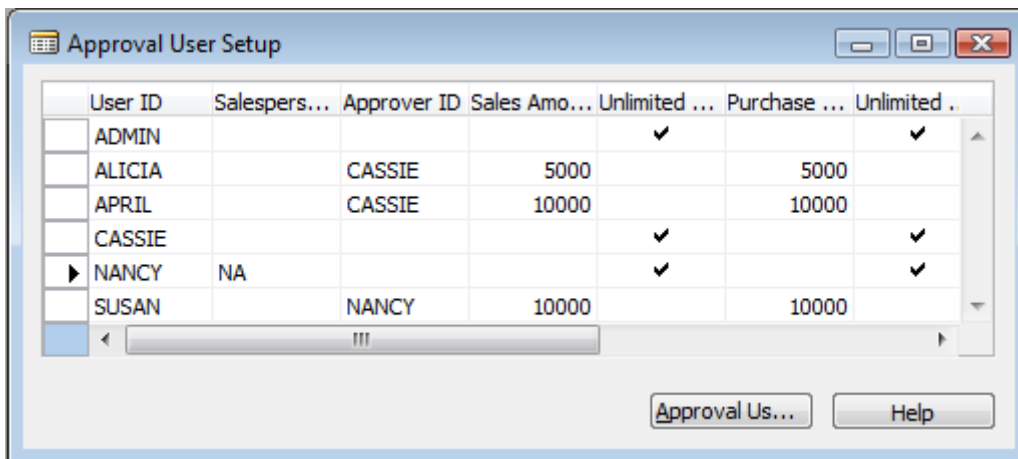 Approval User Setup
User ID Salespers... Approver ID Sales Amo... Unlimited ... Purchase ... Unlimited ..
ADMIN ✔ ✔
ALICIA CASSIE 5000 5000
APRIL CASSIE 10000 10000
CASSIE ✔ ✔
NANCY NA ✔ ✔
SUSAN NANCY 10000 10000
Approval Us... Help